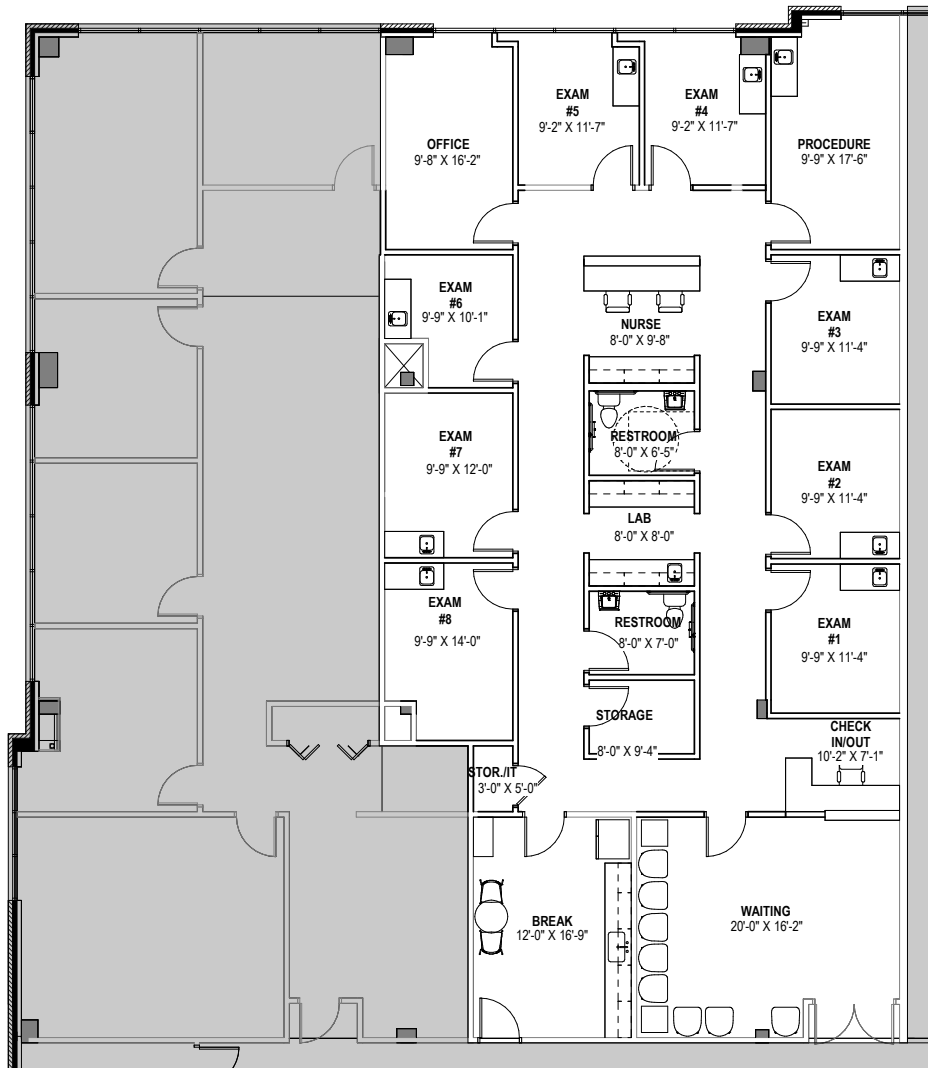 EXAM
#5
9'-2" X 11'-7"
EXAM
#4
9'-2" X 11'-7"
OFFICE
9'-8" X 16'-2"
PROCEDURE
9'-9" X 17'-6"
EXAM
#6
9'-9" X 10'-1"
NURSE
8'-0" X 9'-8"
EXAM
#3
9'-9" X 11'-4"
EXAM
#7
9'-9" X 12'-0"
RESTROOM
8'-0" X 6'-5"
EXAM
#2
9'-9" X 11'-4"
LAB
8'-0" X 8'-0"
EXAM
#8
9'-9" X 14'-0"
RESTROOM
8'-0" X 7'-0"
EXAM
#1
9'-9" X 11'-4"
STORAGE
8'-0" X 9'-4"
CHECK
IN/OUT
10'-2" X 7'-1"
STOR./IT
3'-0" X 5'-0"
BREAK
12'-0" X 16'-9"
WAITING
20'-0" X 16'-2"